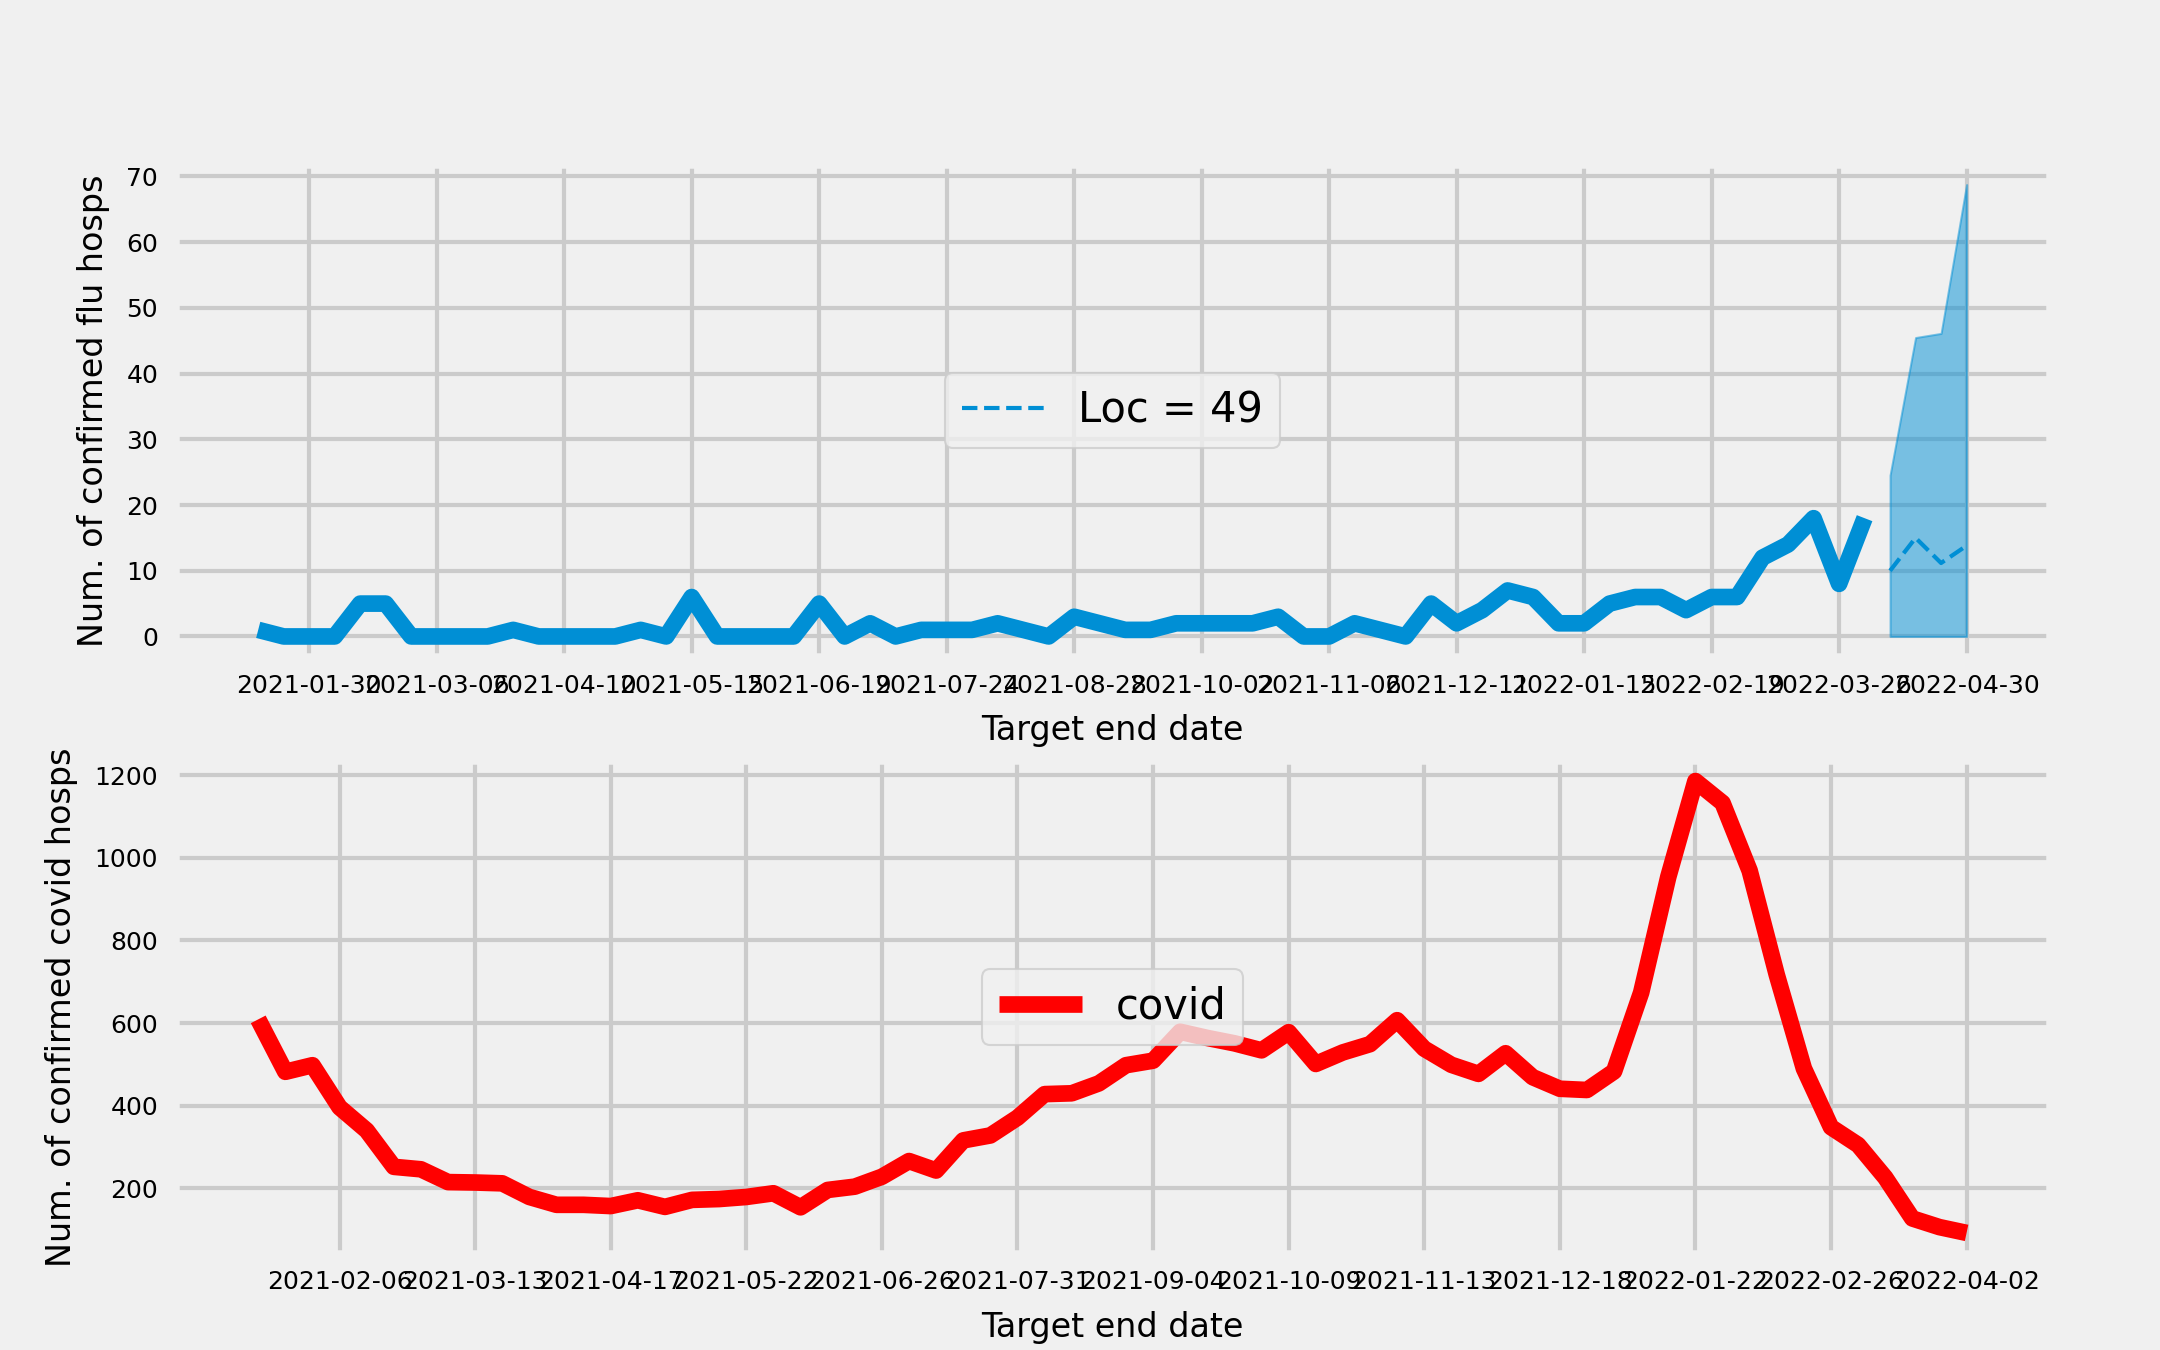 Num. of confirmed flu hosps
70
60
50
40
30
20
10
0
Loc = 49
2021-01-30 2021-03-06 2021-04-10 2021-05-15 2021-06-19 2021-07-24 2021-08-28 2021-10-02 2021-11-06 2021-12-11 2022-01-15 2022-02-19 2022-03-26 2022-04-30
Target end date
Num. of confirmed covid hosps
1200
1000
800
600
400
200
covid
2021-02-06 2021-03-13 2021-04-17 2021-05-22 2021-06-26 2021-07-31 2021-09-04 2021-10-09 2021-11-13 2021-12-18 2022-01-22 2022-02-26 2022-04-02
Target end date